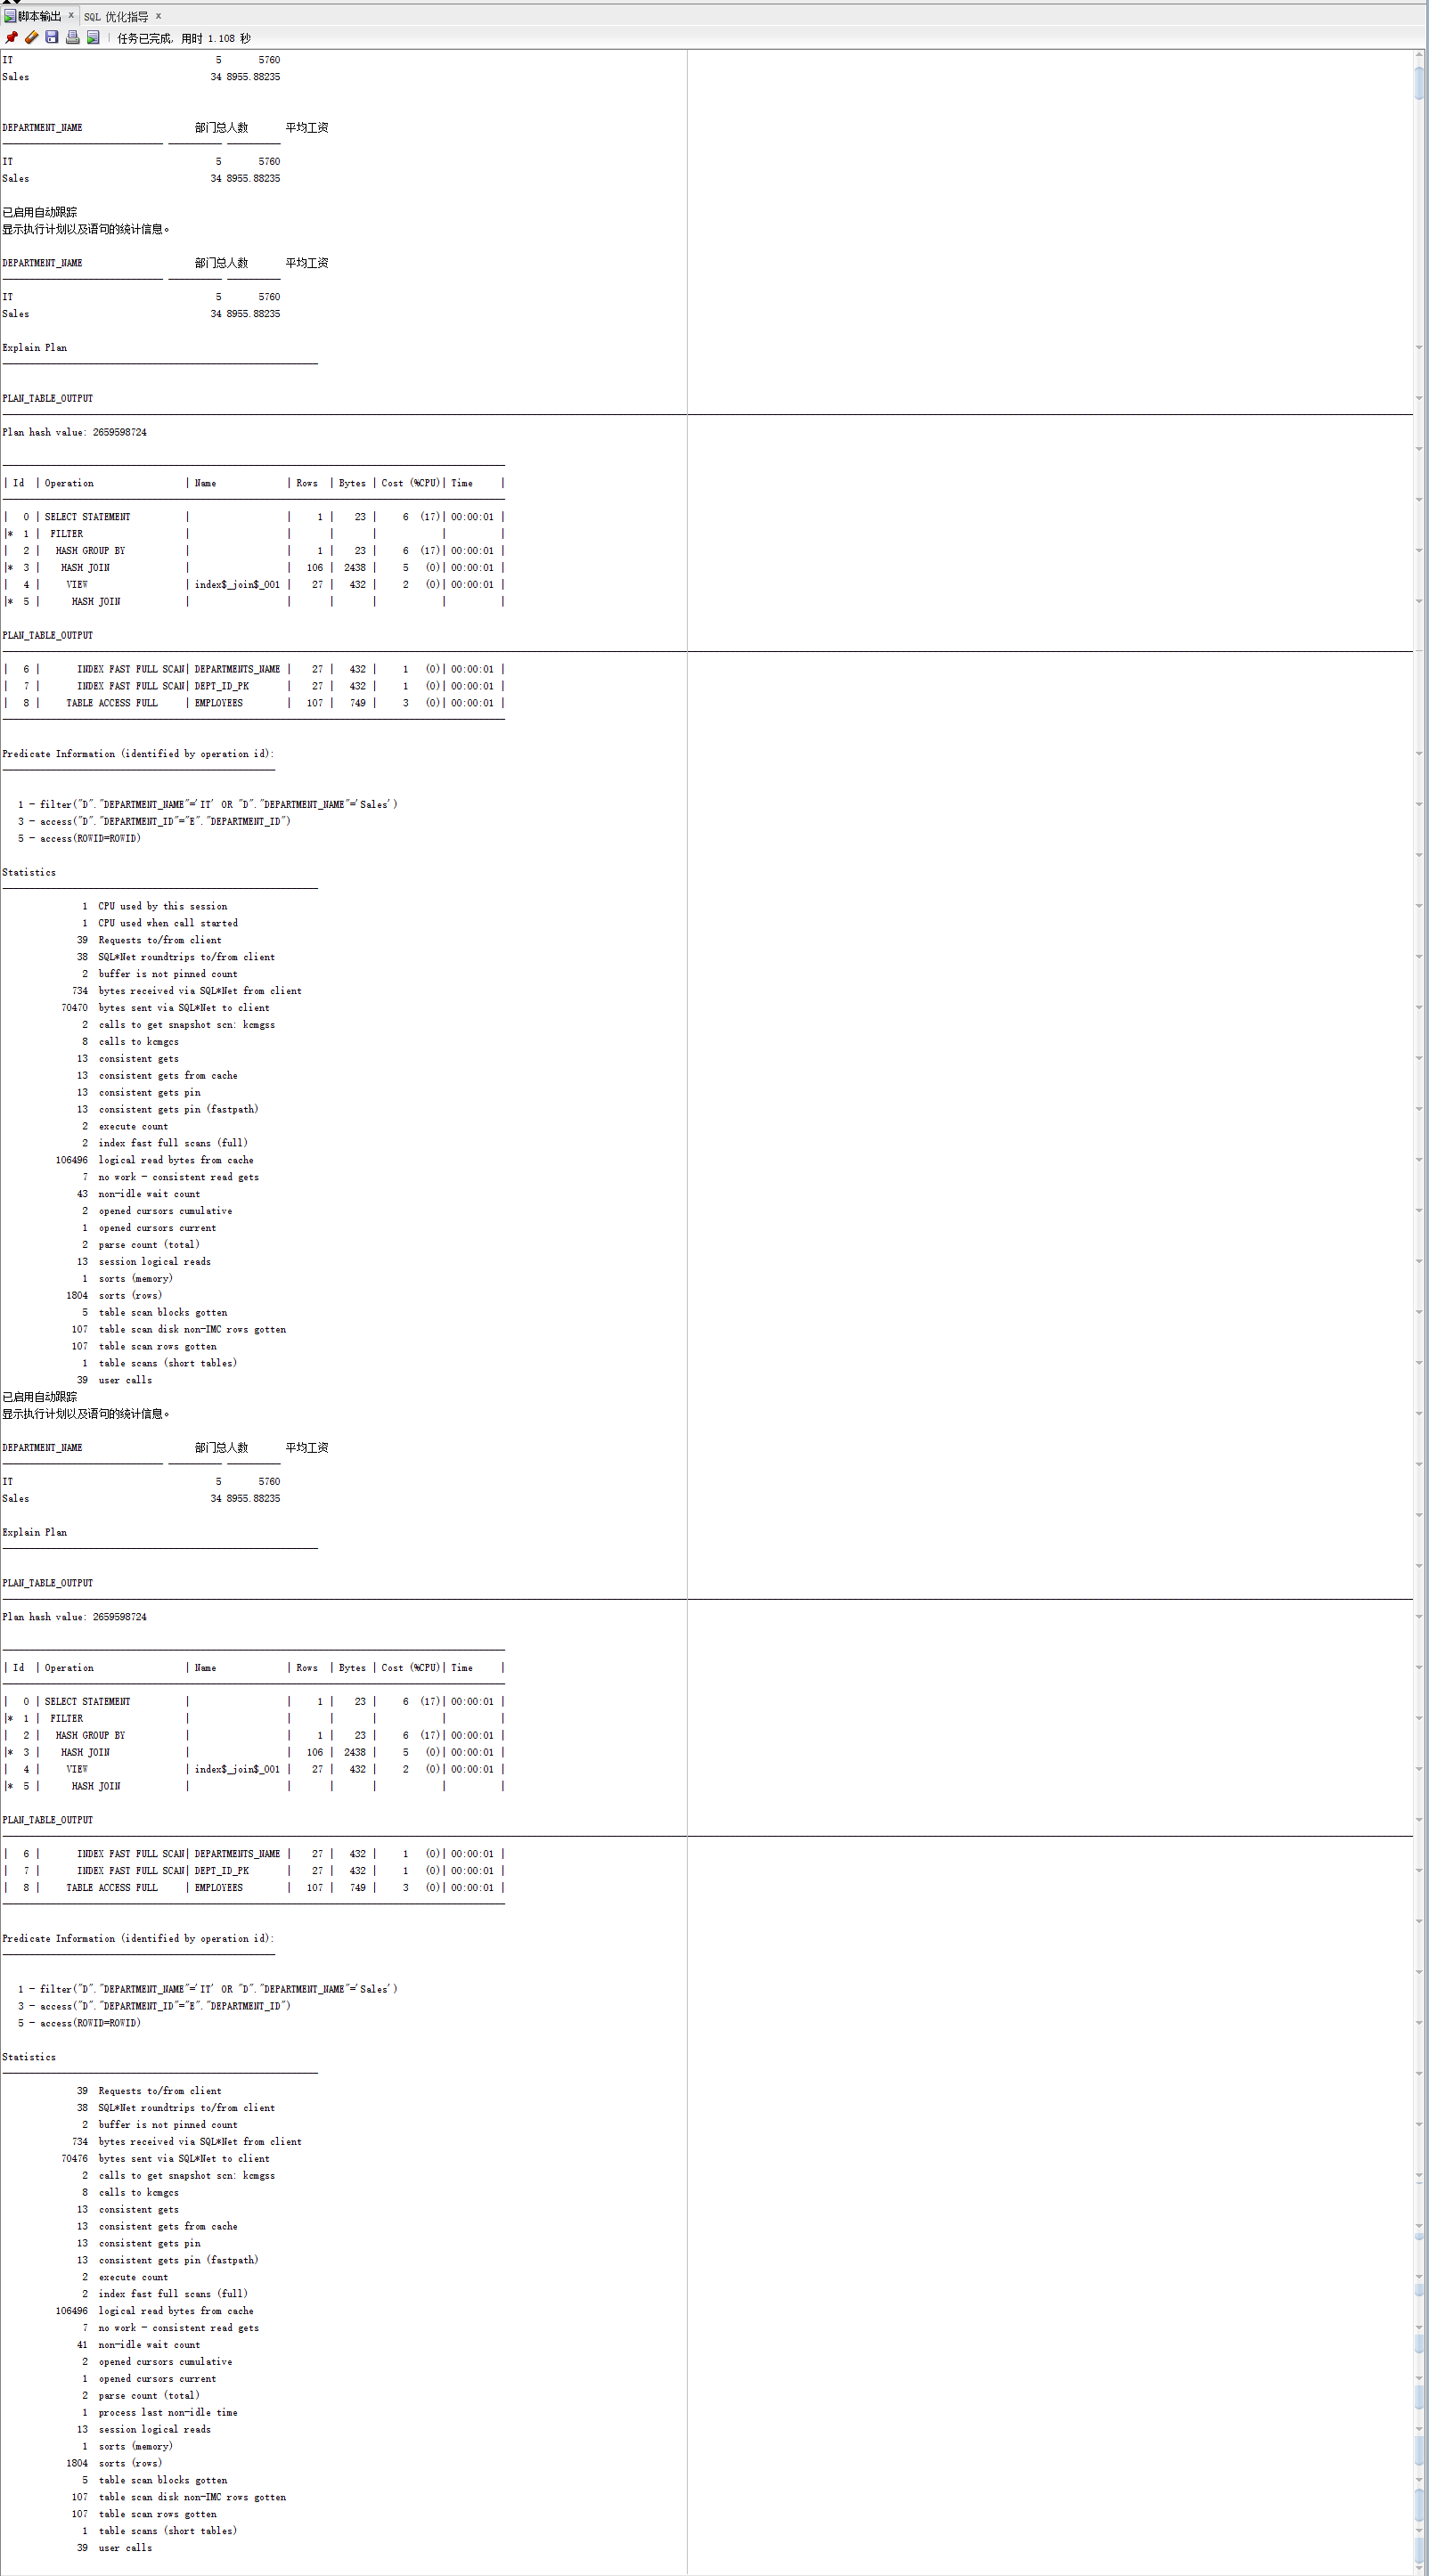 脚本输出 x SQL 优化指导 x
任务已完成, 用时 1.108 秒
IT 5 5760
Sales 34 8955.88235
DEPARTMENT_NAME 部门总人数 平均工资
IT 5 5760
Sales 34 8955.88235
已启用自动跟踪
显示执行计划以及语句的统计信息。
DEPARTMENT_NAME 部门总人数 平均工资
IT 5 5760
Sales 34 8955.88235
Explain Plan
PLAN_TABLE_OUTPUT
Plan hash value: 2659598724
| Id | Operation | Name | Rows | Bytes | Cost (%CPU)| Time |
| 0 | SELECT STATEMENT | | 1 | 23 | 6 (17)| 00:00:01 |
|* 1 | FILTER | | | | | |
| 2 | HASH GROUP BY | | 1 | 23 | 6 (17)| 00:00:01 |
|* 3 | HASH JOIN | | 106 | 2438 | 5 (0)| 00:00:01 |
| 4 | VIEW | index$_join$_001 | 27 | 432 | 2 (0)| 00:00:01 |
|* 5 | HASH JOIN | | | | | |
PLAN_TABLE_OUTPUT
| 6 | INDEX FAST FULL SCAN| DEPARTMENTS_NAME | 27 | 432 | 1 (0)| 00:00:01 |
| 7 | INDEX FAST FULL SCAN| DEPT_ID_PK | 27 | 432 | 1 (0)| 00:00:01 |
| 8 | TABLE ACCESS FULL | EMPLOYEES | 107 | 749 | 3 (0)| 00:00:01 |
Predicate Information (identified by operation id):
1 - filter("D"."DEPARTMENT_NAME"='IT' OR "D"."DEPARTMENT_NAME"='Sales')
3 - access("D"."DEPARTMENT_ID"="E"."DEPARTMENT_ID")
5 - access(ROWID=ROWID)
Statistics
1 CPU used by this session
1 CPU used when call started
39 Requests to/from client
38 SQL*Net roundtrips to/from client
2 buffer is not pinned count
734 bytes received via SQL*Net from client
70470 bytes sent via SQL*Net to client
2 calls to get snapshot scn: kcmgss
8 calls to kcmgcs
13 consistent gets
13 consistent gets from cache
13 consistent gets pin
13 consistent gets pin (fastpath)
2 execute count
2 index fast full scans (full)
106496 logical read bytes from cache
7 no work - consistent read gets
43 non-idle wait count
2 opened cursors cumulative
1 opened cursors current
2 parse count (total)
13 session logical reads
1 sorts (memory)
1804 sorts (rows)
5 table scan blocks gotten
107 table scan disk non-IMC rows gotten
107 table scan rows gotten
1 table scans (short tables)
39 user calls
已启用自动跟踪
显示执行计划以及语句的统计信息。
DEPARTMENT_NAME 部门总人数 平均工资
IT 5 5760
Sales 34 8955.88235
Explain Plan
PLAN_TABLE_OUTPUT
Plan hash value: 2659598724
| Id | Operation | Name | Rows | Bytes | Cost (%CPU)| Time |
| 0 | SELECT STATEMENT | | 1 | 23 | 6 (17)| 00:00:01 |
|* 1 | FILTER | | | | | |
| 2 | HASH GROUP BY | | 1 | 23 | 6 (17)| 00:00:01 |
|* 3 | HASH JOIN | | 106 | 2438 | 5 (0)| 00:00:01 |
| 4 | VIEW | index$_join$_001 | 27 | 432 | 2 (0)| 00:00:01 |
|* 5 | HASH JOIN | | | | | |
PLAN_TABLE_OUTPUT
| 6 | INDEX FAST FULL SCAN| DEPARTMENTS_NAME | 27 | 432 | 1 (0)| 00:00:01 |
| 7 | INDEX FAST FULL SCAN| DEPT_ID_PK | 27 | 432 | 1 (0)| 00:00:01 |
| 8 | TABLE ACCESS FULL | EMPLOYEES | 107 | 749 | 3 (0)| 00:00:01 |
Predicate Information (identified by operation id):
1 - filter("D"."DEPARTMENT_NAME"='IT' OR "D"."DEPARTMENT_NAME"='Sales')
3 - access("D"."DEPARTMENT_ID"="E"."DEPARTMENT_ID")
5 - access(ROWID=ROWID)
Statistics
39 Requests to/from client
38 SQL*Net roundtrips to/from client
2 buffer is not pinned count
734 bytes received via SQL*Net from client
70476 bytes sent via SQL*Net to client
2 calls to get snapshot scn: kcmgss
8 calls to kcmgcs
13 consistent gets
13 consistent gets from cache
13 consistent gets pin
13 consistent gets pin (fastpath)
2 execute count
2 index fast full scans (full)
106496 logical read bytes from cache
7 no work - consistent read gets
41 non-idle wait count
2 opened cursors cumulative
1 opened cursors current
2 parse count (total)
1 process last non-idle time
13 session logical reads
1 sorts (memory)
1804 sorts (rows)
5 table scan blocks gotten
107 table scan disk non-IMC rows gotten
107 table scan rows gotten
1 table scans (short tables)
39 user calls